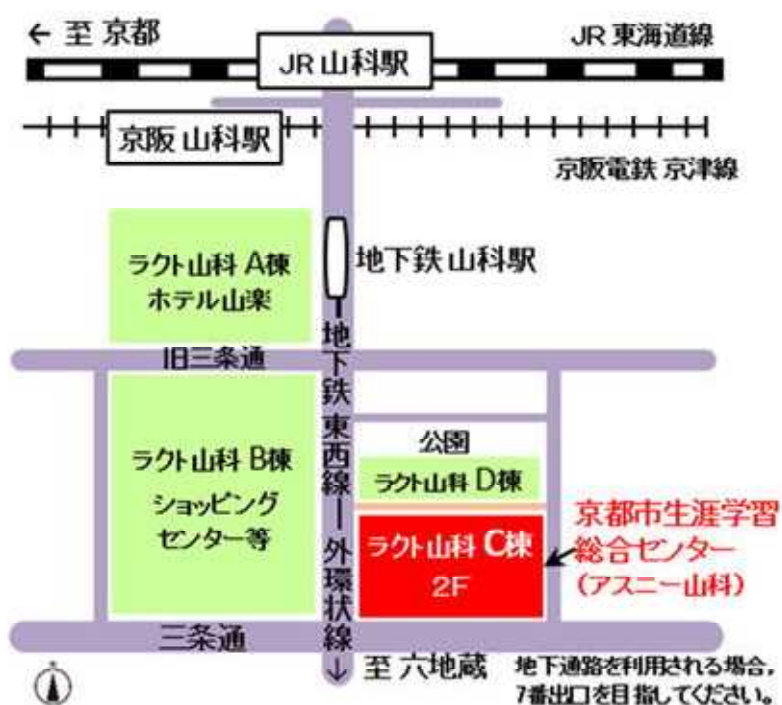 ← 至 京都
JR 山科駅
JR 東海道線
京阪 山科駅
京阪電鉄 京津線
ラクト山科 A棟
ホテル山楽
地下鉄 山科駅
旧三条通
地下鉄 東西線 ー 外環状線
ラクト山科 B棟
ショッピング
センター等
公園
ラクト山科 D棟
ラクト山科 C棟
2F
京都市生涯学習
総合センター
(アスニー山科)
三条通
↓ 至 六地蔵
地下通路を利用される場合,
7番出口を目指してください。